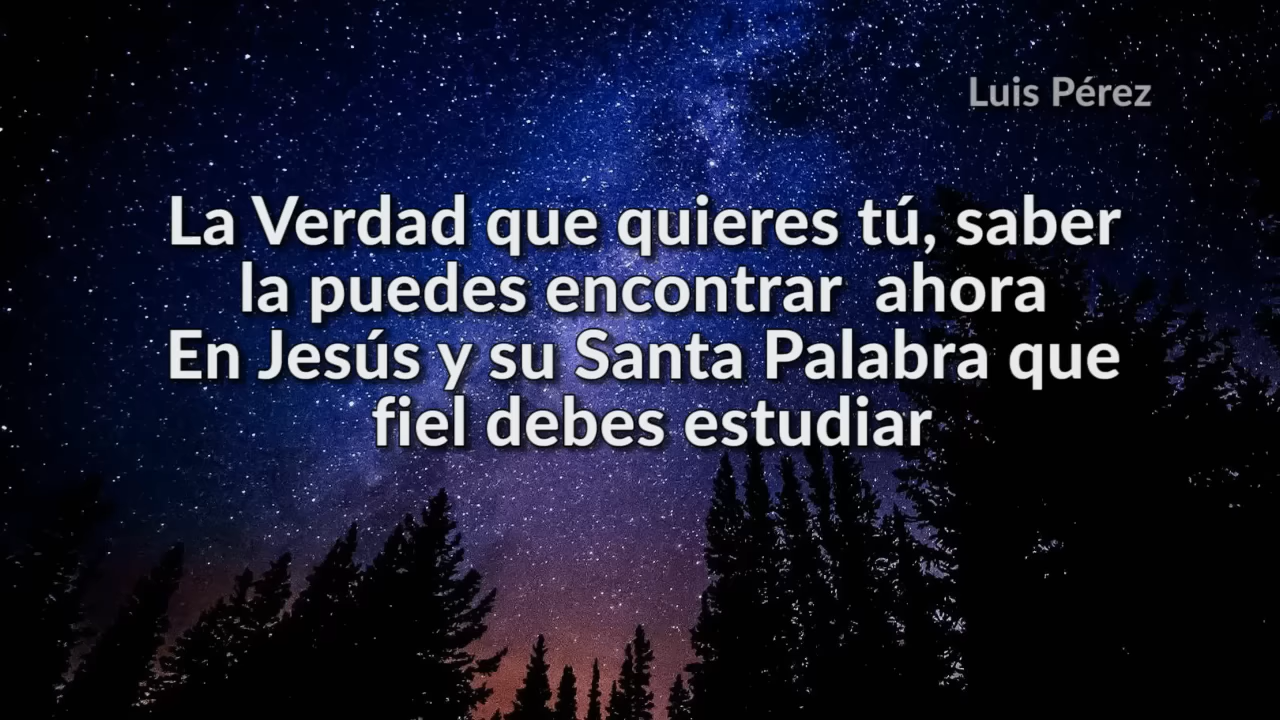 Luis Pérez
La Verdad que quieres tú, saber
la puedes encontrar  ahora
En Jesús y su Santa Palabra que
fiel debes estudiar